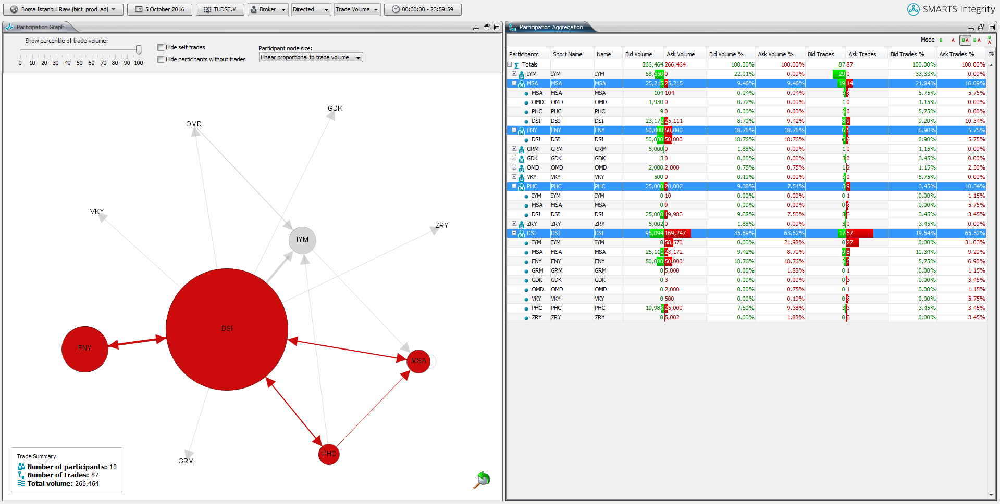 Borsa Istanbul Raw [bist_prod_ad] 5 October 2016 TUDSE.V Broker Directed Trade Volume 00:00:00 - 23:59:59 SMARTS Integrity
Participation Graph
Show percentile of trade volume:
0 10 20 30 40 50 60 70 80 90 100
Hide self trades
Hide participants without trades
Participant node size:
Linear proportional to trade volume
GDK
OMD
VKY
ZRY
IYM
DSI
FNY
MSA
PHC
GRM
Trade Summary
Number of participants: 10
Number of trades: 87
Total volume: 266,464
Participation Aggregation
Mode B A BA B|A B A
Participants Short Name Name Bid Volume Ask Volume Bid Volume % Ask Volume % Bid Trades Ask Trades Bid Trades % Ask Trades %
Σ Totals 266,464 266,464 100.00% 100.00% 87 87 100.00% 100.00%
IYM IYM IYM 58,650 0 22.01% 0.00% 29 0 33.33% 0.00%
MSA MSA MSA 25,215 25,215 9.46% 9.46% 19 14 21.84% 16.09%
MSA MSA MSA 104 104 0.04% 0.04% 5 5 5.75% 5.75%
OMD OMD OMD 1,930 0 0.72% 0.00% 1 0 1.15% 0.00%
PHC PHC PHC 9 0 0.00% 0.00% 5 0 5.75% 0.00%
DSI DSI DSI 23,172 25,111 8.70% 9.42% 8 9 9.20% 10.34%
FNY FNY FNY 50,000 50,000 18.76% 18.76% 6 5 6.90% 5.75%
DSI DSI DSI 50,000 50,000 18.76% 18.76% 6 5 6.90% 5.75%
GRM GRM GRM 5,000 0 1.88% 0.00% 1 0 1.15% 0.00%
GDK GDK GDK 3 0 0.00% 0.00% 3 0 3.45% 0.00%
OMD OMD OMD 2,000 2,000 0.75% 0.75% 1 2 1.15% 2.30%
VKY VKY VKY 500 0 0.19% 0.00% 5 0 5.75% 0.00%
PHC PHC PHC 25,000 20,002 9.38% 7.51% 3 9 3.45% 10.34%
IYM IYM IYM 0 10 0.00% 0.00% 0 1 0.00% 1.15%
MSA MSA MSA 0 9 0.00% 0.00% 0 5 0.00% 5.75%
DSI DSI DSI 25,000 19,983 9.38% 7.50% 3 3 3.45% 3.45%
ZRY ZRY ZRY 5,002 0 1.88% 0.00% 3 0 3.45% 0.00%
DSI DSI DSI 95,094 169,247 35.69% 63.52% 17 57 19.54% 65.52%
IYM IYM IYM 0 58,570 0.00% 21.98% 0 27 0.00% 31.03%
MSA MSA MSA 25,111 23,172 9.42% 8.70% 9 8 10.34% 9.20%
FNY FNY FNY 50,000 50,000 18.76% 18.76% 5 6 5.75% 6.90%
GRM GRM GRM 0 5,000 0.00% 1.88% 0 1 0.00% 1.15%
GDK GDK GDK 0 3 0.00% 0.00% 0 3 0.00% 3.45%
OMD OMD OMD 0 2,000 0.00% 0.75% 0 1 0.00% 1.15%
VKY VKY VKY 0 500 0.00% 0.19% 0 5 0.00% 5.75%
PHC PHC PHC 19,983 25,000 7.50% 9.38% 3 3 3.45% 3.45%
ZRY ZRY ZRY 0 5,002 0.00% 1.88% 0 3 0.00% 3.45%